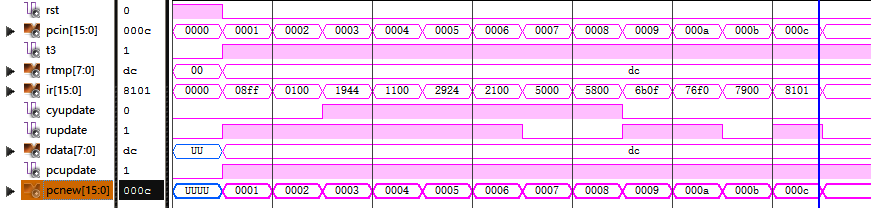 rst 0
pcin[15:0] 000c 0000 0001 0002 0003 0004 0005 0006 0007 0008 0009 000a 000b 000c
t3 1
rtmp[7:0] dc 00 dc
ir[15:0] 8101 0000 08ff 0100 1944 1100 2924 2100 5000 5800 6b0f 76f0 7900 8101
cyupdate 0
rupdate 1
rdata[7:0] dc UU dc
pcupdate 1
pcnew[15:0] 000c UUUU 0001 0002 0003 0004 0005 0006 0007 0008 0009 000a 000b 000c